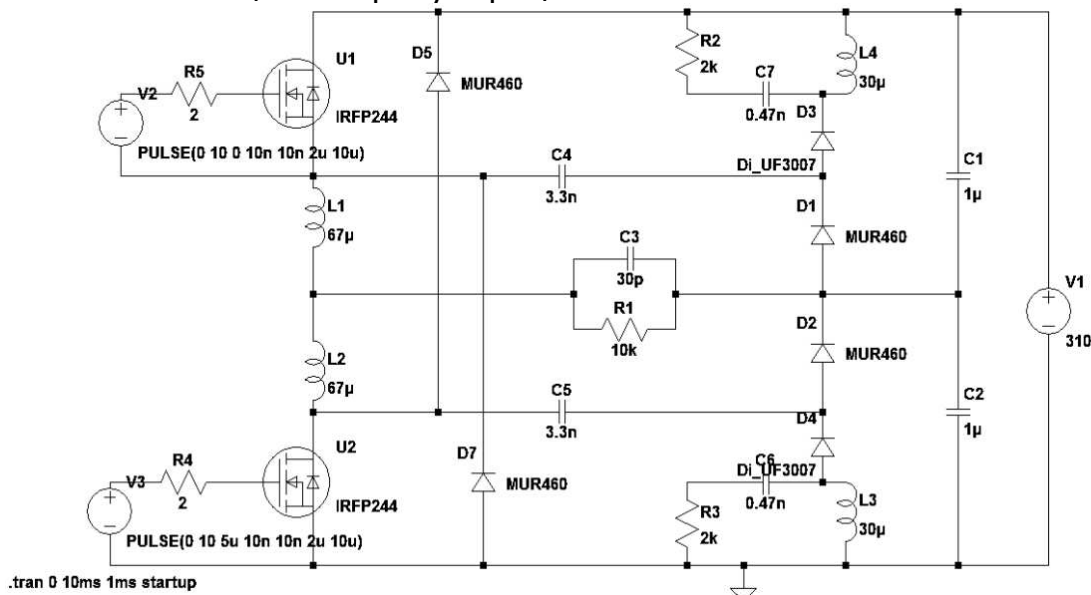 R2
2k
L4
30µ
D5
MUR460
U1
R5
2
V2
IRFP244
C7
0.47n
D3
PULSE(0 10 0 10n 10n 2u 10u)
C4
3.3n
Di_UF3007
C1
1µ
L1
67µ
D1
MUR460
C3
30p
R1
10k
V1
310
D2
MUR460
L2
67µ
C5
3.3n
C2
1µ
D4
U2
R4
2
V3
IRFP244
D7
MUR460
C6
Di_UF3007
0.47n
R3
2k
L3
30µ
PULSE(0 10 5u 10n 10n 2u 10u)
.tran 0 10ms 1ms startup